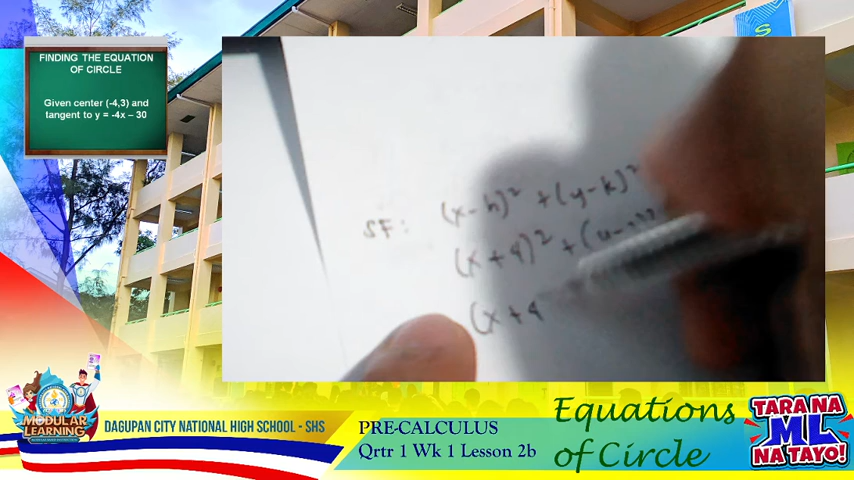 FINDING THE EQUATION
OF CIRCLE
Given center (-4,3) and
tangent to y = -4x – 30
S
SF: (x-h)² + (y-k)²
(x+4)² + (y-
(x+4
MODULAR
LEARNING
DAGUPAN CITY NATIONAL HIGH SCHOOL - SHS
PRE-CALCULUS
Qrtr 1 Wk 1 Lesson 2b
Equations
of Circle
TARA NA
ML
NA TAYO!